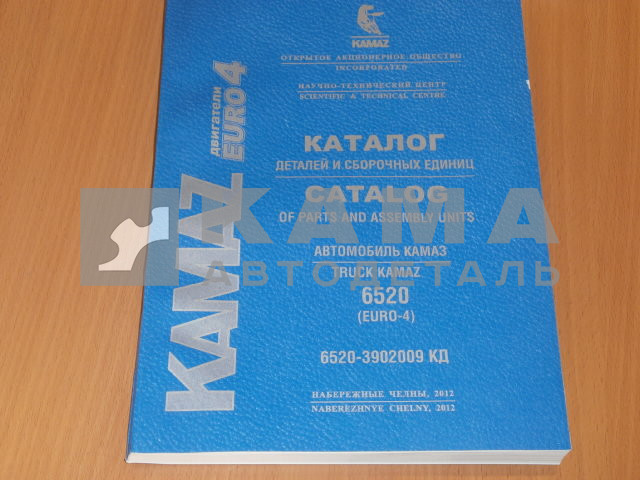 KAMAZ
ОТКРЫТОЕ АКЦИОНЕРНОЕ ОБЩЕСТВО
INCORPORATED
НАУЧНО-ТЕХНИЧЕСКИЙ ЦЕНТР
SCIENTIFIC & TECHNICAL CENTRE
KAMAZ
двигатели
EURO 4
КАТАЛОГ
ДЕТАЛЕЙ И СБОРОЧНЫХ ЕДИНИЦ
CATALOG
OF PARTS AND ASSEMBLY UNITS
КАМА
АВТОДЕТАЛЬ
АВТОМОБИЛЬ КАМАЗ
TRUCK KAMAZ
6520
(EURO-4)
6520-3902009 КД
НАБЕРЕЖНЫЕ ЧЕЛНЫ, 2012
NABEREZHNYE CHELNY, 2012